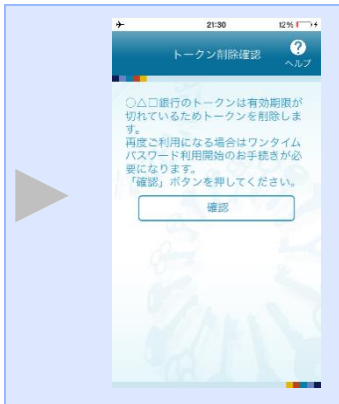 21:30
12%
トークン削除確認
?
ヘルプ
○△□銀行のトークンは有効期限が
切れているためトークンを削除しま
す。
再度ご利用になる場合はワンタイム
パスワード利用開始のお手続きが必
要になります。
「確認」ボタンを押してください。
確認